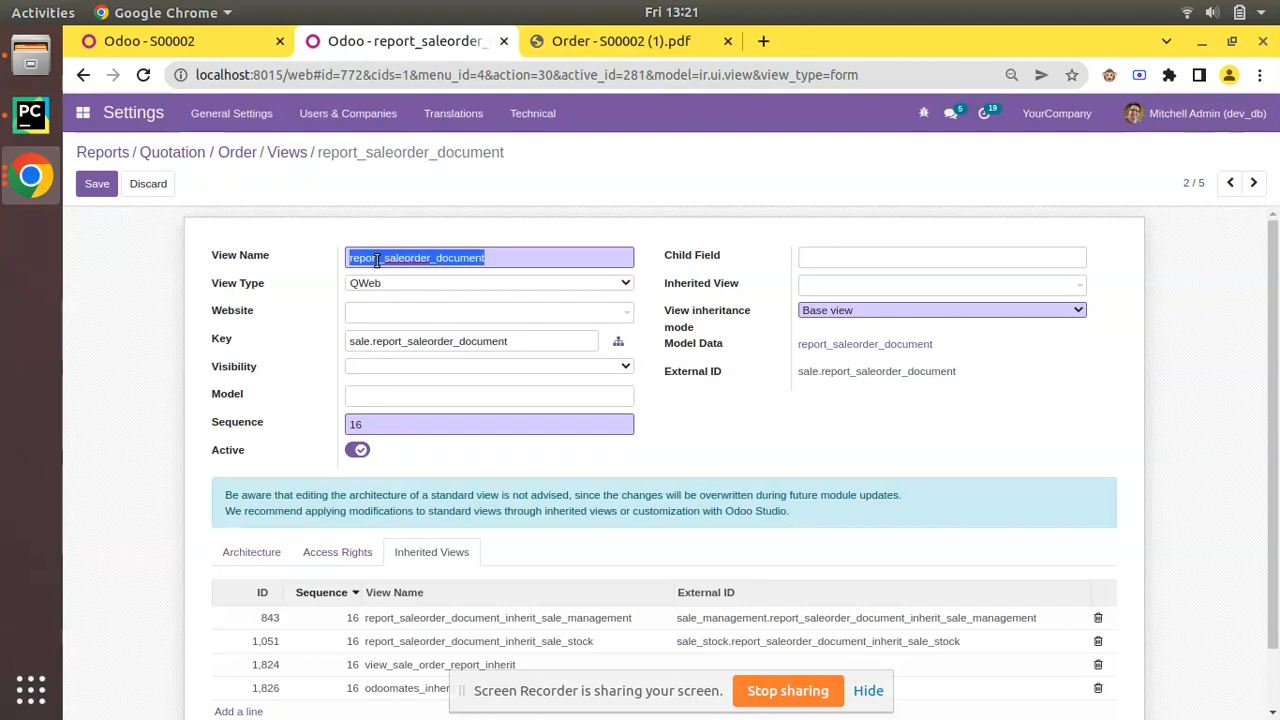 Activities Google Chrome Fri 13:21
Odoo - S00002 × Odoo - report_saleorder_ × Order - S00002 (1).pdf × +
localhost:8015/web#id=772&cids=1&menu_id=4&action=30&active_id=281&model=ir.ui.view&view_type=form
Settings General Settings Users & Companies Translations Technical 5 19 YourCompany Mitchell Admin (dev_db)
Reports / Quotation / Order / Views / report_saleorder_document
Save Discard 2 / 5
View Name report_saleorder_document Child Field
View Type QWeb Inherited View
Website View inheritance mode Base view
Key sale.report_saleorder_document Model Data report_saleorder_document
Visibility External ID sale.report_saleorder_document
Model
Sequence 16
Active
Be aware that editing the architecture of a standard view is not advised, since the changes will be overwritten during future module updates.
We recommend applying modifications to standard views through inherited views or customization with Odoo Studio.
Architecture Access Rights Inherited Views
ID Sequence View Name External ID
843 16 report_saleorder_document_inherit_sale_management sale_management.report_saleorder_document_inherit_sale_management
1,051 16 report_saleorder_document_inherit_sale_stock sale_stock.report_saleorder_document_inherit_sale_stock
1,824 16 view_sale_order_report_inherit
1,826 16
Screen Recorder is sharing your screen. Stop sharing Hide
Add a line
PC